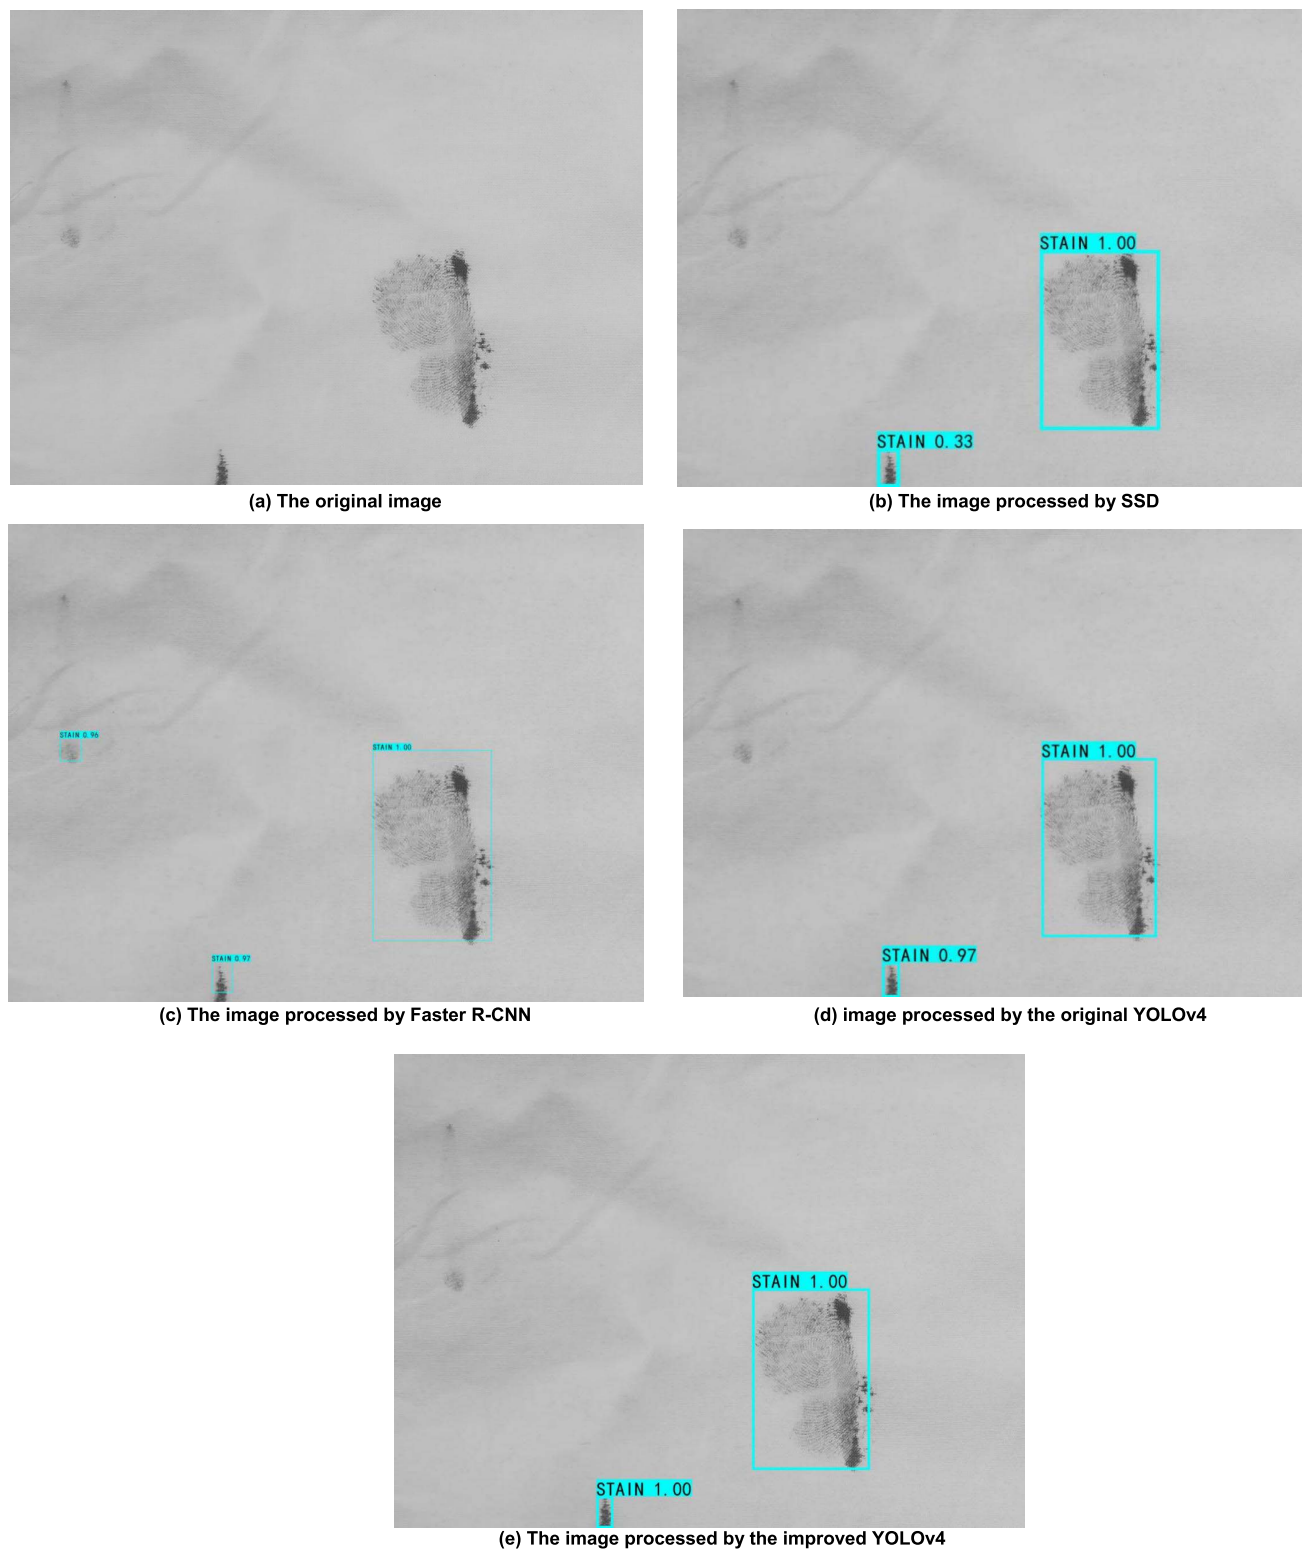 STAIN 1.00
STAIN 0.33
(a) The original image
(b) The image processed by SSD
STAIN 0.96
STAIN 1.00
STAIN 0.97
STAIN 1.00
STAIN 0.97
(c) The image processed by Faster R-CNN
(d) image processed by the original YOLOv4
STAIN 1.00
STAIN 1.00
(e) The image processed by the improved YOLOv4